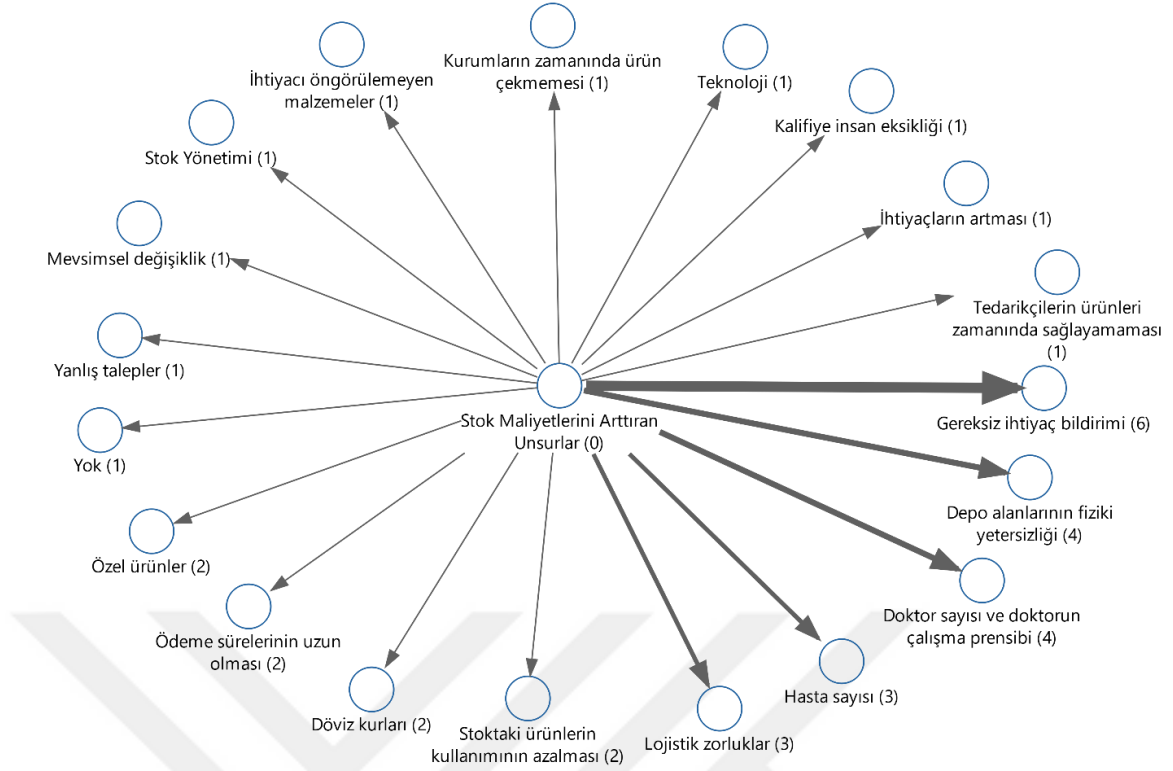 Kurumların zamanında ürün
çekmemesi (1)
İhtiyacı öngörülemeyen
malzemeler (1)
Teknoloji (1)
Kalifiye insan eksikliği (1)
Stok Yönetimi (1)
İhtiyaçların artması (1)
Mevsimsel değişiklik (1)
Tedarikçilerin ürünleri
zamanında sağlayamaması
(1)
Yanlış talepler (1)
Stok Maliyetlerini Arttıran
Unsurlar (0)
Gereksiz ihtiyaç bildirimi (6)
Yok (1)
Depo alanlarının fiziki
yetersizliği (4)
Özel ürünler (2)
Doktor sayısı ve doktorun
çalışma prensibi (4)
Ödeme sürelerinin uzun
olması (2)
Hasta sayısı (3)
Döviz kurları (2)
Stoktaki ürünlerin
kullanımının azalması (2)
Lojistik zorluklar (3)